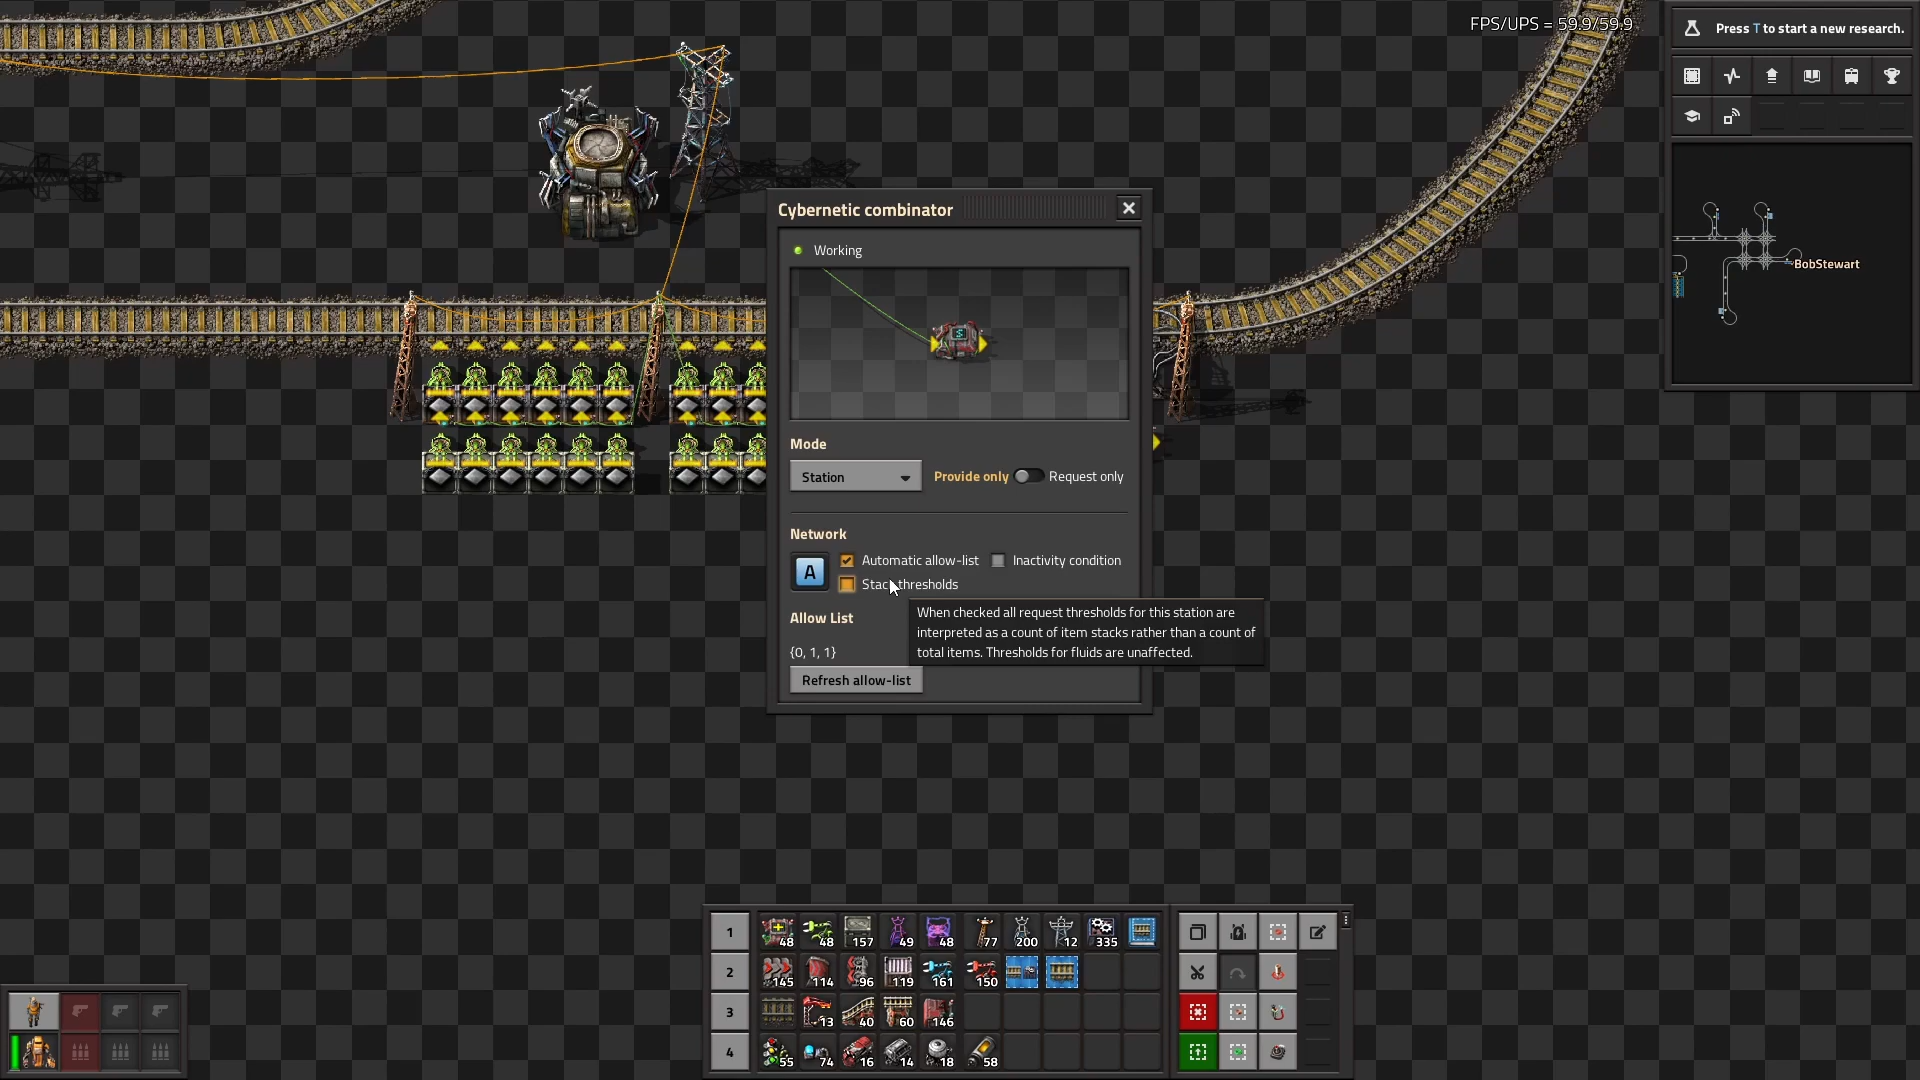 FPS/UPS = 59.9/59.9
Press T to start a new research.
BobStewart
Cybernetic combinator
Working
S
Mode
Station
Provide only
Request only
Network
A
Automatic allow-list
Inactivity condition
Stack thresholds
When checked all request thresholds for this station are
interpreted as a count of item stacks rather than a count of
total items. Thresholds for fluids are unaffected.
Allow List
{0, 1, 1}
Refresh allow-list
1
48 48 157 49 48 77 200 12 335
2
145 114 96 119 161 150
3
13 40 60 146
4
55 74 16 14 18 58